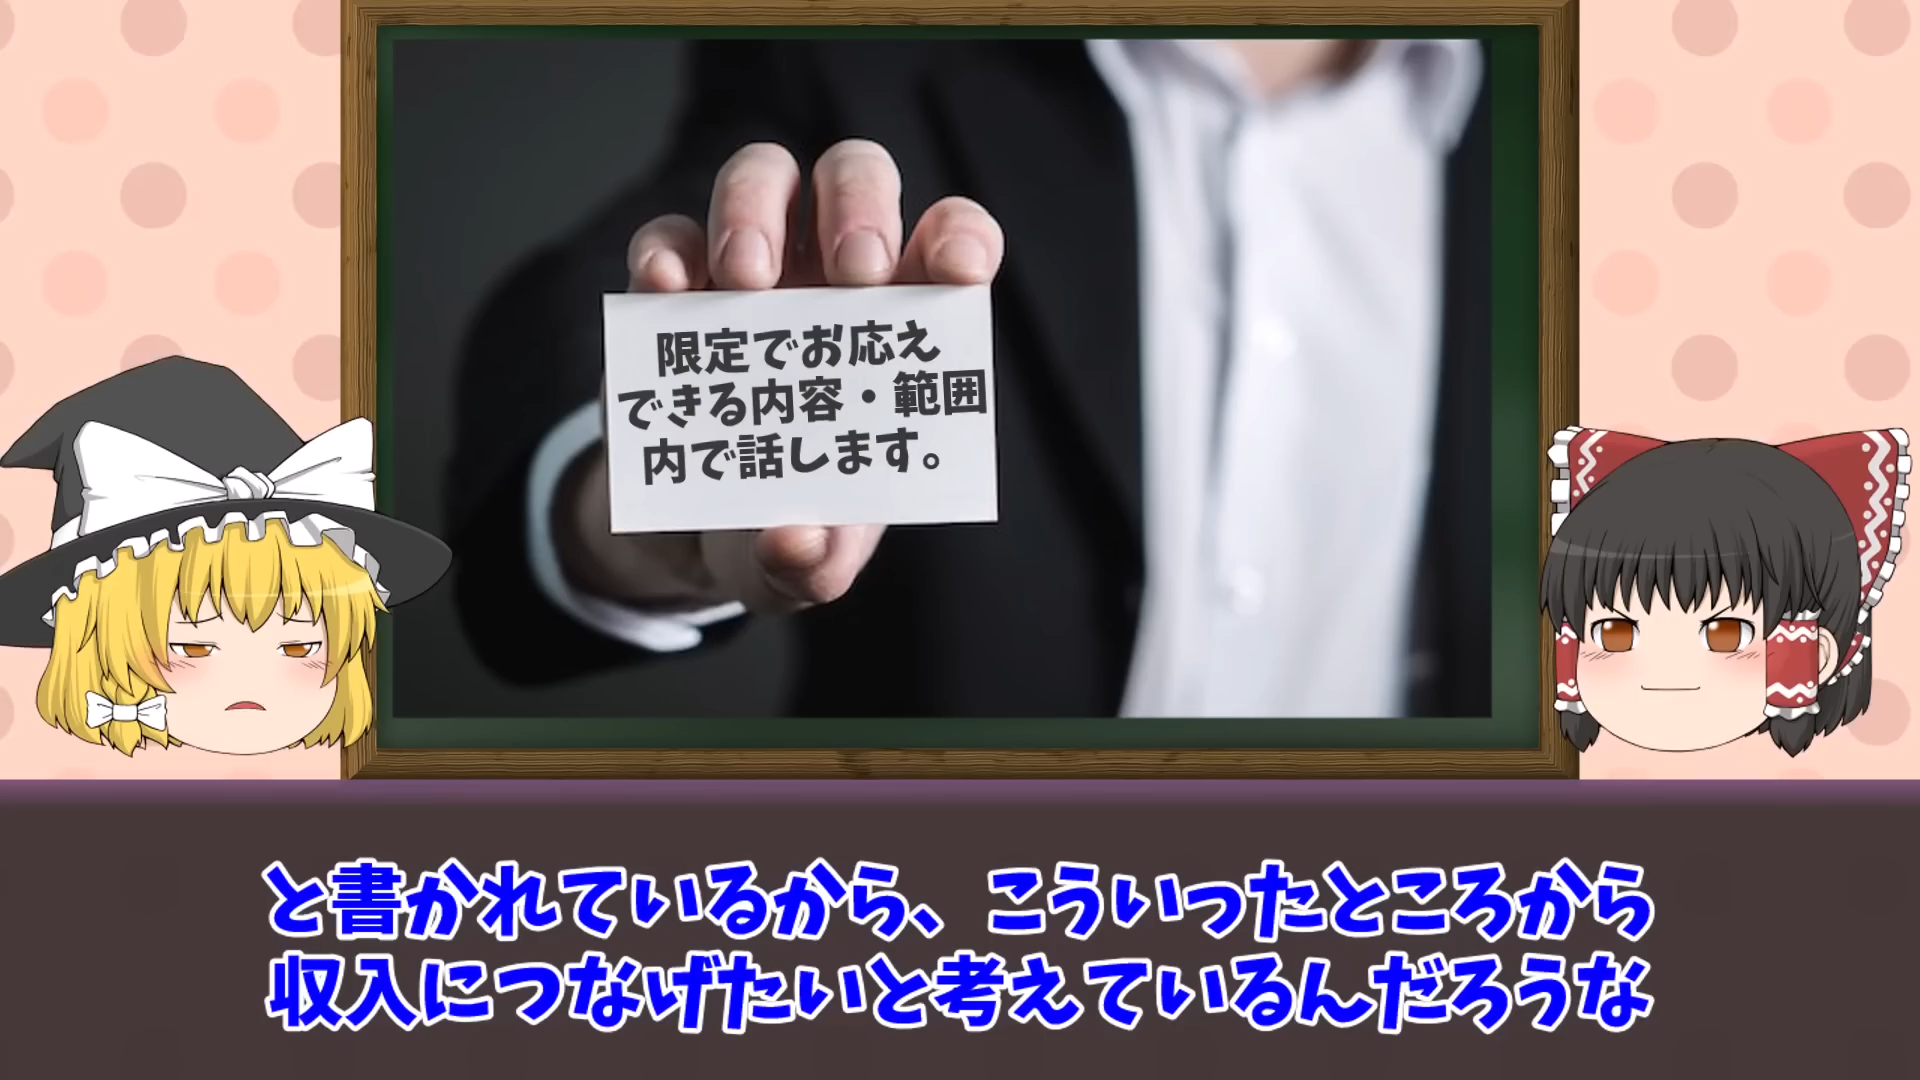 限定でお応え
できる内容・範囲
内で話します。
と書かれているから、こういったところから
収入につなげたいと考えているんだろうな